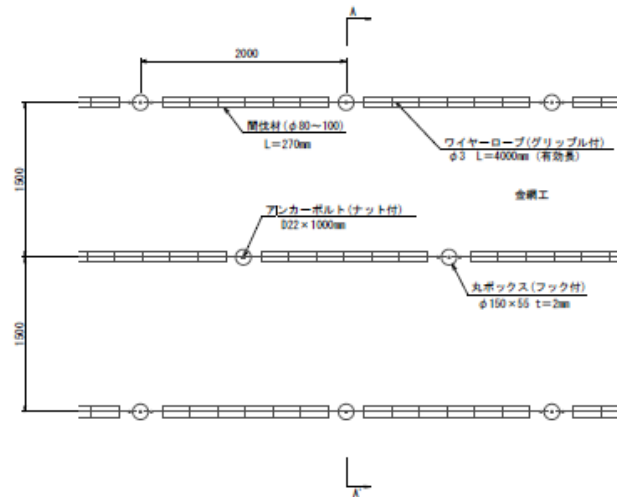 A
2000
間伐材(φ80〜100)
L=270mm
ワイヤーロープ(グリップル付)
φ3 L=4000mm (有効長)
1500
金網工
アンカーボルト(ナット付)
D22×1000mm
丸ボックス(フック付)
φ150×55 t=2mm
1500
A'